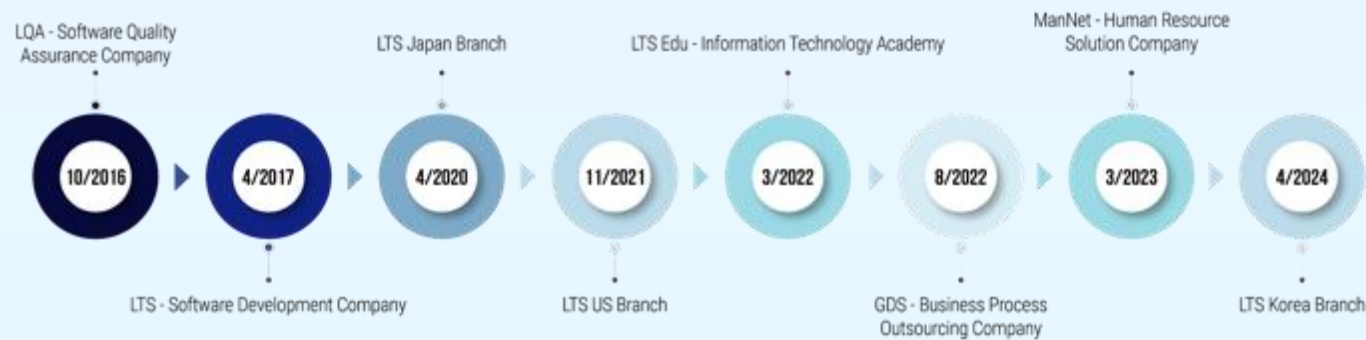 LQA - Software Quality
Assurance Company
LTS Japan Branch
LTS Edu - Information Technology Academy
ManNet - Human Resource
Solution Company
10/2016
4/2017
4/2020
11/2021
3/2022
8/2022
3/2023
4/2024
LTS - Software Development Company
LTS US Branch
GDS - Business Process
Outsourcing Company
LTS Korea Branch